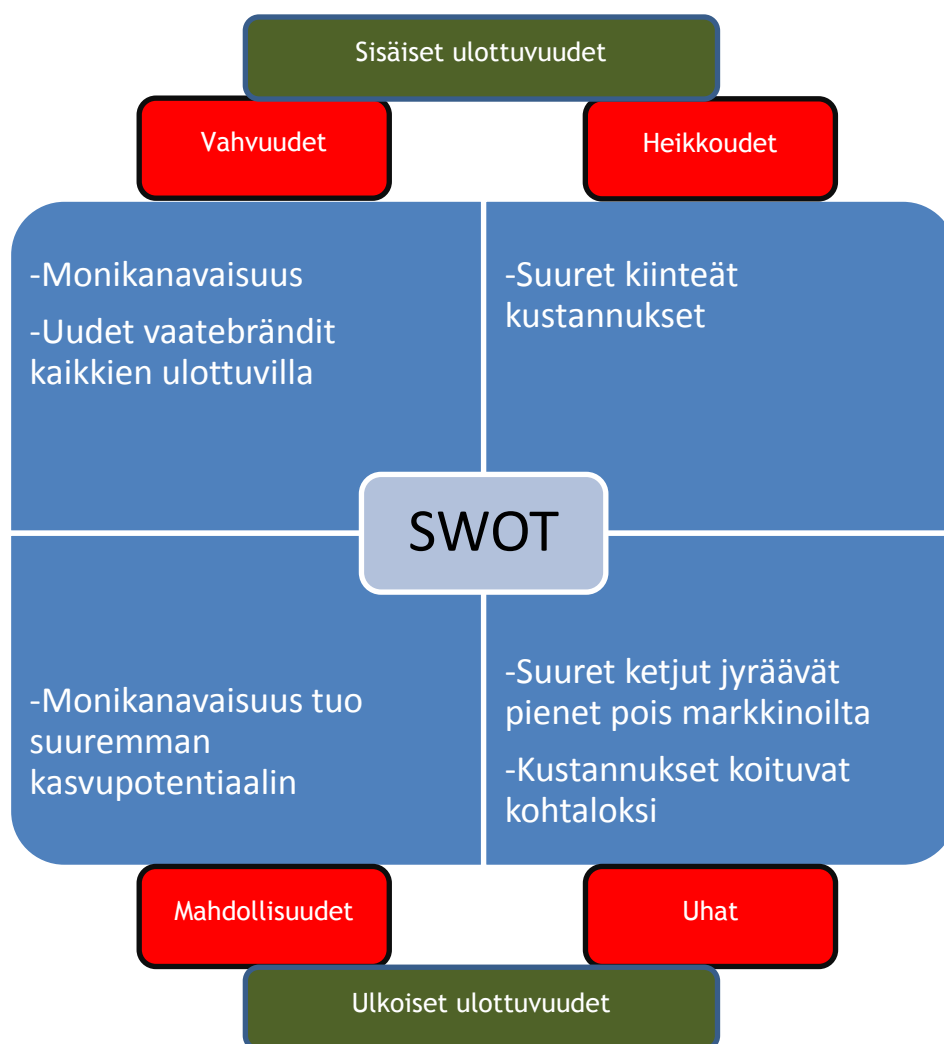 Sisäiset ulottuvuudet
Vahvuudet
Heikkoudet
-Monikanavaisuus
-Uudet vaatebrändit
kaikkien ulottuvilla
-Suuret kiinteät
kustannukset
SWOT
-Monikanavaisuus tuo
suuremman
kasvupotentiaalin
-Suuret ketjut jyräävät
pienet pois markkinoilta
-Kustannukset koituvat
kohtaloksi
Mahdollisuudet
Uhat
Ulkoiset ulottuvuudet